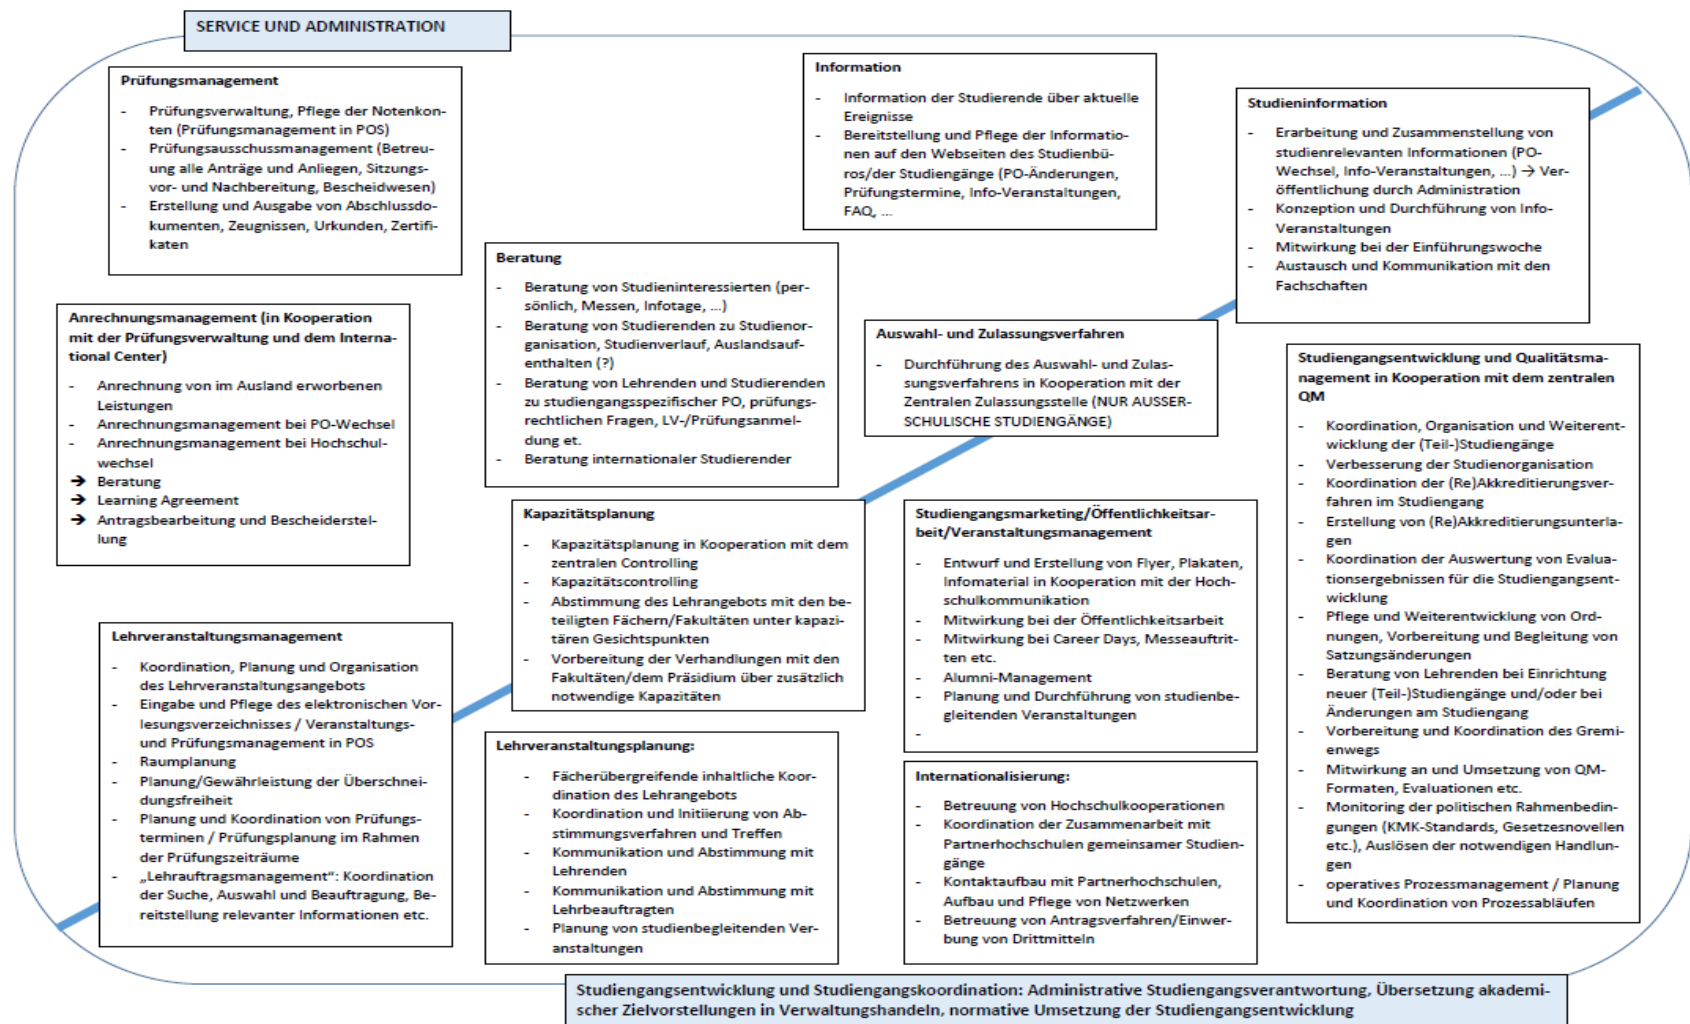 SERVICE UND ADMINISTRATION
Prüfungsmanagement
- Prüfungsverwaltung, Pflege der Notenkon-
ten (Prüfungsmanagement in POS)
- Prüfungsausschussmanagement (Betreu-
ung alle Anträge und Anliegen, Sitzungs-
vor- und Nachbereitung, Bescheidwesen)
- Erstellung und Ausgabe von Abschlussdo-
kumenten, Zeugnissen, Urkunden, Zertifi-
katen
Information
- Information der Studierende über aktuelle
Ereignisse
- Bereitstellung und Pflege der Informatio-
nen auf den Webseiten des Studienbü-
ros/der Studiengänge (PO-Änderungen,
Prüfungstermine, Info-Veranstaltungen,
FAQ, ...
Studieninformation
- Erarbeitung und Zusammenstellung von
studienrelevanten Informationen (PO-
Wechsel, Info-Veranstaltungen, ...) → Ver-
öffentlichung durch Administration
- Konzeption und Durchführung von Info-
Veranstaltungen
- Mitwirkung bei der Einführungswoche
- Austausch und Kommunikation mit den
Fachschaften
Beratung
- Beratung von Studieninteressierten (per-
sönlich, Messen, Infotage, ...)
- Beratung von Studierenden zu Studienor-
ganisation, Studienverlauf, Auslandsauf-
enthalten (?)
- Beratung von Lehrenden und Studierenden
zu studiengangsspezifischer PO, prüfungs-
rechtlichen Fragen, LV-/Prüfungsanmel-
dung et.
- Beratung internationaler Studierender
Anrechnungsmanagement (in Kooperation
mit der Prüfungsverwaltung und dem Interna-
tional Center)
- Anrechnung von im Ausland erworbenen
Leistungen
- Anrechnungsmanagement bei PO-Wechsel
- Anrechnungsmanagement bei Hochschul-
wechsel
→ Beratung
→ Learning Agreement
→ Antragsbearbeitung und Bescheiderstel-
lung
Auswahl- und Zulassungsverfahren
- Durchführung des Auswahl- und Zulas-
sungsverfahrens in Kooperation mit der
Zentralen Zulassungsstelle (NUR AUSSER-
SCHULISCHE STUDIENGÄNGE)
Studiengangsentwicklung und Qualitätsma-
nagement in Kooperation mit dem zentralen
QM
- Koordination, Organisation und Weiterent-
wicklung der (Teil-)Studiengänge
- Verbesserung der Studienorganisation
- Koordination der (Re)Akkreditierungsver-
fahren im Studiengang
- Erstellung von (Re)Akkreditierungsunterla-
gen
- Koordination der Auswertung von Evalua-
tionsergebnissen für die Studiengangsent-
wicklung
- Pflege und Weiterentwicklung von Ord-
nungen, Vorbereitung und Begleitung von
Satzungsänderungen
- Beratung von Lehrenden bei Einrichtung
neuer (Teil-)Studiengänge und/oder bei
Änderungen am Studiengang
- Vorbereitung und Koordination des Gremi-
enwegs
- Mitwirkung an und Umsetzung von QM-
Formaten, Evaluationen etc.
- Monitoring der politischen Rahmenbedin-
gungen (KMK-Standards, Gesetzesnovellen
etc.), Auslösen der notwendigen Handlun-
gen
- operatives Prozessmanagement / Planung
und Koordination von Prozessabläufen
Kapazitätsplanung
- Kapazitätsplanung in Kooperation mit dem
zentralen Controlling
- Kapazitätscontrolling
- Abstimmung des Lehrangebots mit den be-
teiligten Fächern/Fakultäten unter kapazi-
tären Gesichtspunkten
- Vorbereitung der Verhandlungen mit den
Fakultäten/dem Präsidium über zusätzlich
notwendige Kapazitäten
Studiengangsmarketing/Öffentlichkeitsar-
beit/Veranstaltungsmanagement
- Entwurf und Erstellung von Flyer, Plakaten,
Infomaterial in Kooperation mit der Hoch-
schulkommunikation
- Mitwirkung bei der Öffentlichkeitsarbeit
- Mitwirkung bei Career Days, Messeauftrit-
ten etc.
- Alumni-Management
- Planung und Durchführung von studienbe-
gleitenden Veranstaltungen
-
Lehrveranstaltungsmanagement
- Koordination, Planung und Organisation
des Lehrveranstaltungsangebots
- Eingabe und Pflege des elektronischen Vor-
lesungsverzeichnisses / Veranstaltungs-
und Prüfungsmanagement in POS
- Raumplanung
- Planung/Gewährleistung der Überschnei-
dungsfreiheit
- Planung und Koordination von Prüfungs-
terminen / Prüfungsplanung im Rahmen
der Prüfungszeiträume
- „Lehrauftragsmanagement“: Koordination
der Suche, Auswahl und Beauftragung, Be-
reitstellung relevanter Informationen etc.
Lehrveranstaltungsplanung:
- Fächerübergreifende inhaltliche Koor-
dination des Lehrangebots
- Koordination und Initiierung von Ab-
stimmungsverfahren und Treffen
- Kommunikation und Abstimmung mit
Lehrenden
- Kommunikation und Abstimmung mit
Lehrbeauftragten
- Planung von studienbegleitenden Ver-
anstaltungen
Internationalisierung:
- Betreuung von Hochschulkooperationen
- Koordination der Zusammenarbeit mit
Partnerhochschulen gemeinsamer Studien-
gänge
- Kontaktaufbau mit Partnerhochschulen,
Aufbau und Pflege von Netzwerken
- Betreuung von Antragsverfahren/Einwer-
bung von Drittmitteln
Studiengangsentwicklung und Studiengangskoordination: Administrative Studiengangsverantwortung, Übersetzung akademi-
scher Zielvorstellungen in Verwaltungshandeln, normative Umsetzung der Studiengangsentwicklung